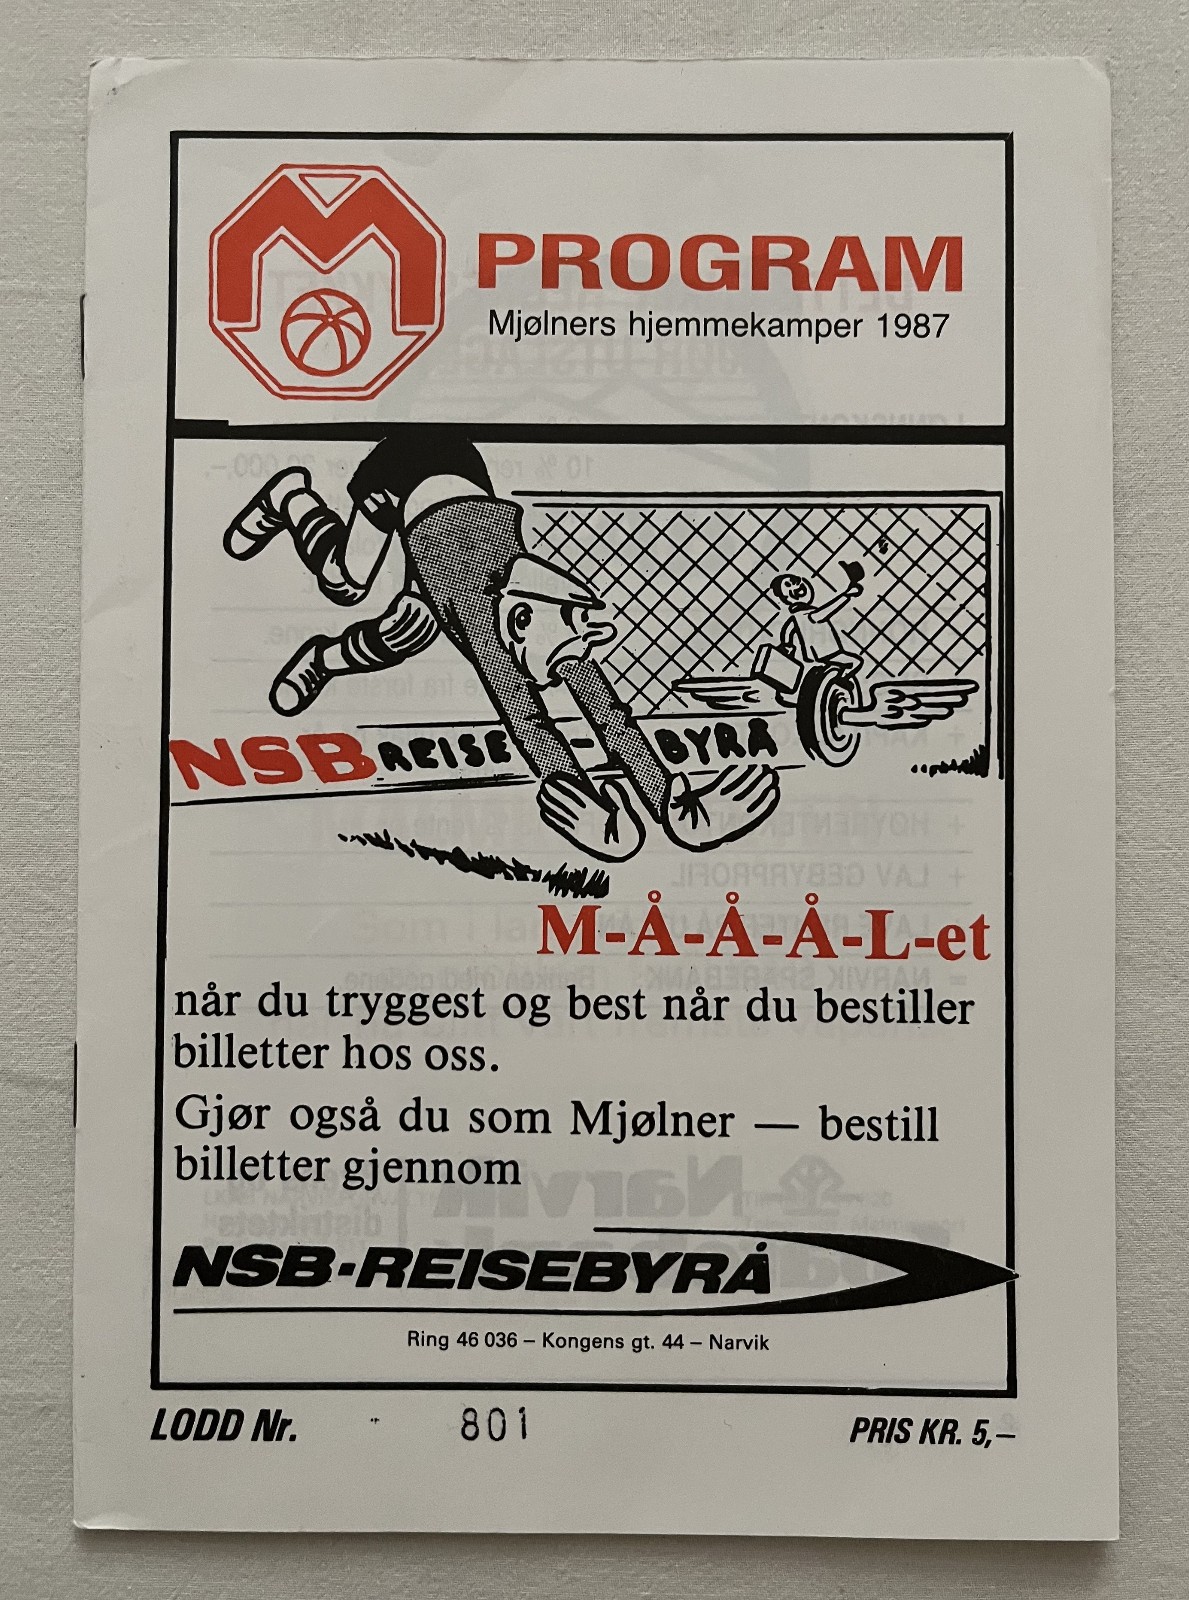 M
PROGRAM
Mjølners hjemmekamper 1987
NSB REISE - BYRÅ
M-Å-Å-Å-L-et
når du tryggest og best når du bestiller
billetter hos oss.
Gjør også du som Mjølner — bestill
billetter gjennom
NSB-REISEBYRÅ
Ring 46 036 – Kongens gt. 44 – Narvik
LODD Nr. 801
PRIS KR. 5,–